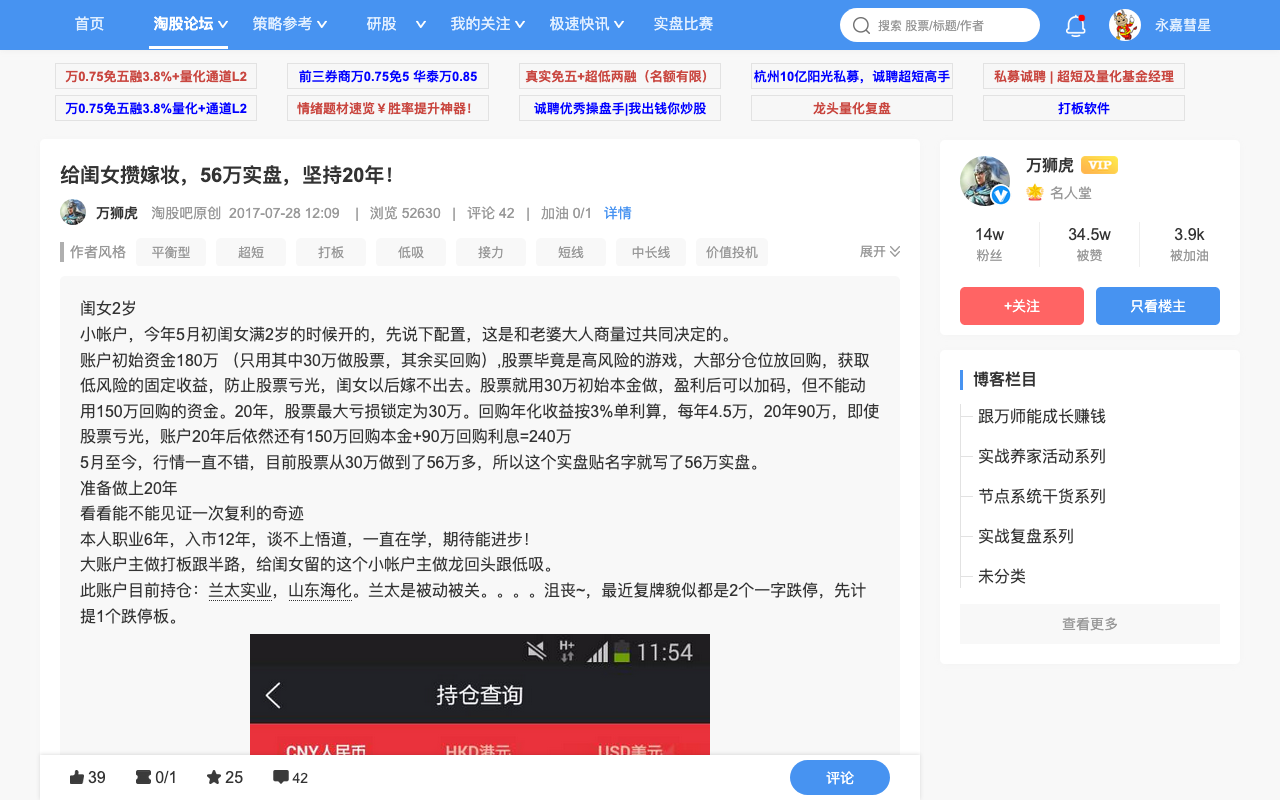 首页 淘股论坛 策略参考 研股 我的关注 极速快讯 实盘比赛 搜索 股票/标题/作者 永嘉彗星
万0.75免五融3.8%+量化通道L2 前三券商万0.75免5 华泰万0.85 真实免五+超低两融（名额有限） 杭州10亿阳光私募，诚聘超短高手 私募诚聘 | 超短及量化基金经理
万0.75免五融3.8%量化+通道L2 情绪题材速览￥胜率提升神器！ 诚聘优秀操盘手|我出钱你炒股 龙头量化复盘 打板软件
给闺女攒嫁妆，56万实盘，坚持20年！
万狮虎 淘股吧原创 2017-07-28 12:09 | 浏览 52630 | 评论 42 | 加油 0/1 详情
作者风格 平衡型 超短 打板 低吸 接力 短线 中长线 价值投机 展开
闺女2岁
小帐户，今年5月初闺女满2岁的时候开的，先说下配置，这是和老婆大人商量过共同决定的。
账户初始资金180万 （只用其中30万做股票，其余买回购）,股票毕竟是高风险的游戏，大部分仓位放回购，获取
低风险的固定收益，防止股票亏光，闺女以后嫁不出去。股票就用30万初始本金做，盈利后可以加码，但不能动
用150万回购的资金。20年，股票最大亏损锁定为30万。回购年化收益按3%单利算，每年4.5万，20年90万，即使
股票亏光，账户20年后依然还有150万回购本金+90万回购利息=240万
5月至今，行情一直不错，目前股票从30万做到了56万多，所以这个实盘贴名字就写了56万实盘。
准备做上20年
看看能不能见证一次复利的奇迹
本人职业6年，入市12年，谈不上悟道，一直在学，期待能进步！
大账户主做打板跟半路，给闺女留的这个小帐户主做龙回头跟低吸。
此账户目前持仓：兰太实业，山东海化。兰太是被动被关。。。。沮丧~，最近复牌貌似都是2个一字跌停，先计
提1个跌停板。
H+ 11:54
持仓查询
CNY人民币 HKD港元 USD美元
39 0/1 25 42 评论
万狮虎 VIP
名人堂
14w 34.5w 3.9k
粉丝 被赞 被加油
+关注 只看楼主
博客栏目
跟万师能成长赚钱
实战养家活动系列
节点系统干货系列
实战复盘系列
未分类
查看更多